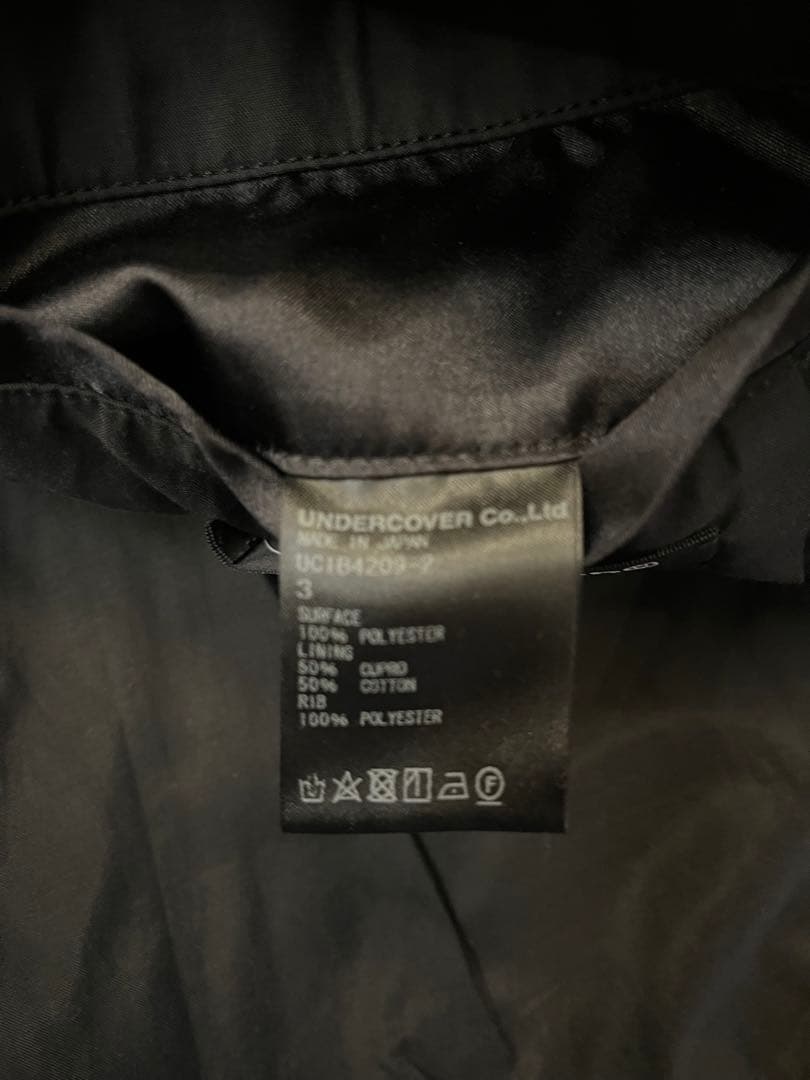 UNDERCOVER Co.,Ltd
MADE IN JAPAN
UC1B4209-2
3
SURFACE
100% POLYESTER
LINING
50% CUPRO
50% COTTON
RIB
100% POLYESTER
F